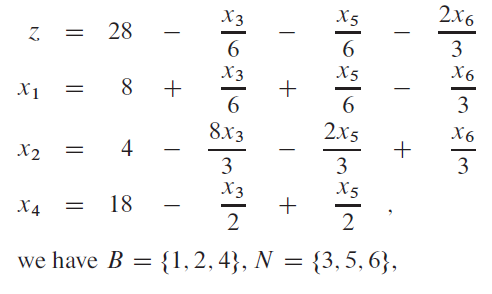 z = 28 − x₃/6 − x₅/6 − 2x₆/3
x₁ = 8 + x₃/6 + x₅/6 − x₆/3
x₂ = 4 − 8x₃/3 − 2x₅/3 + x₆/3
x₄ = 18 − x₃/2 + x₅/2 ,
we have B = {1, 2, 4}, N = {3, 5, 6},